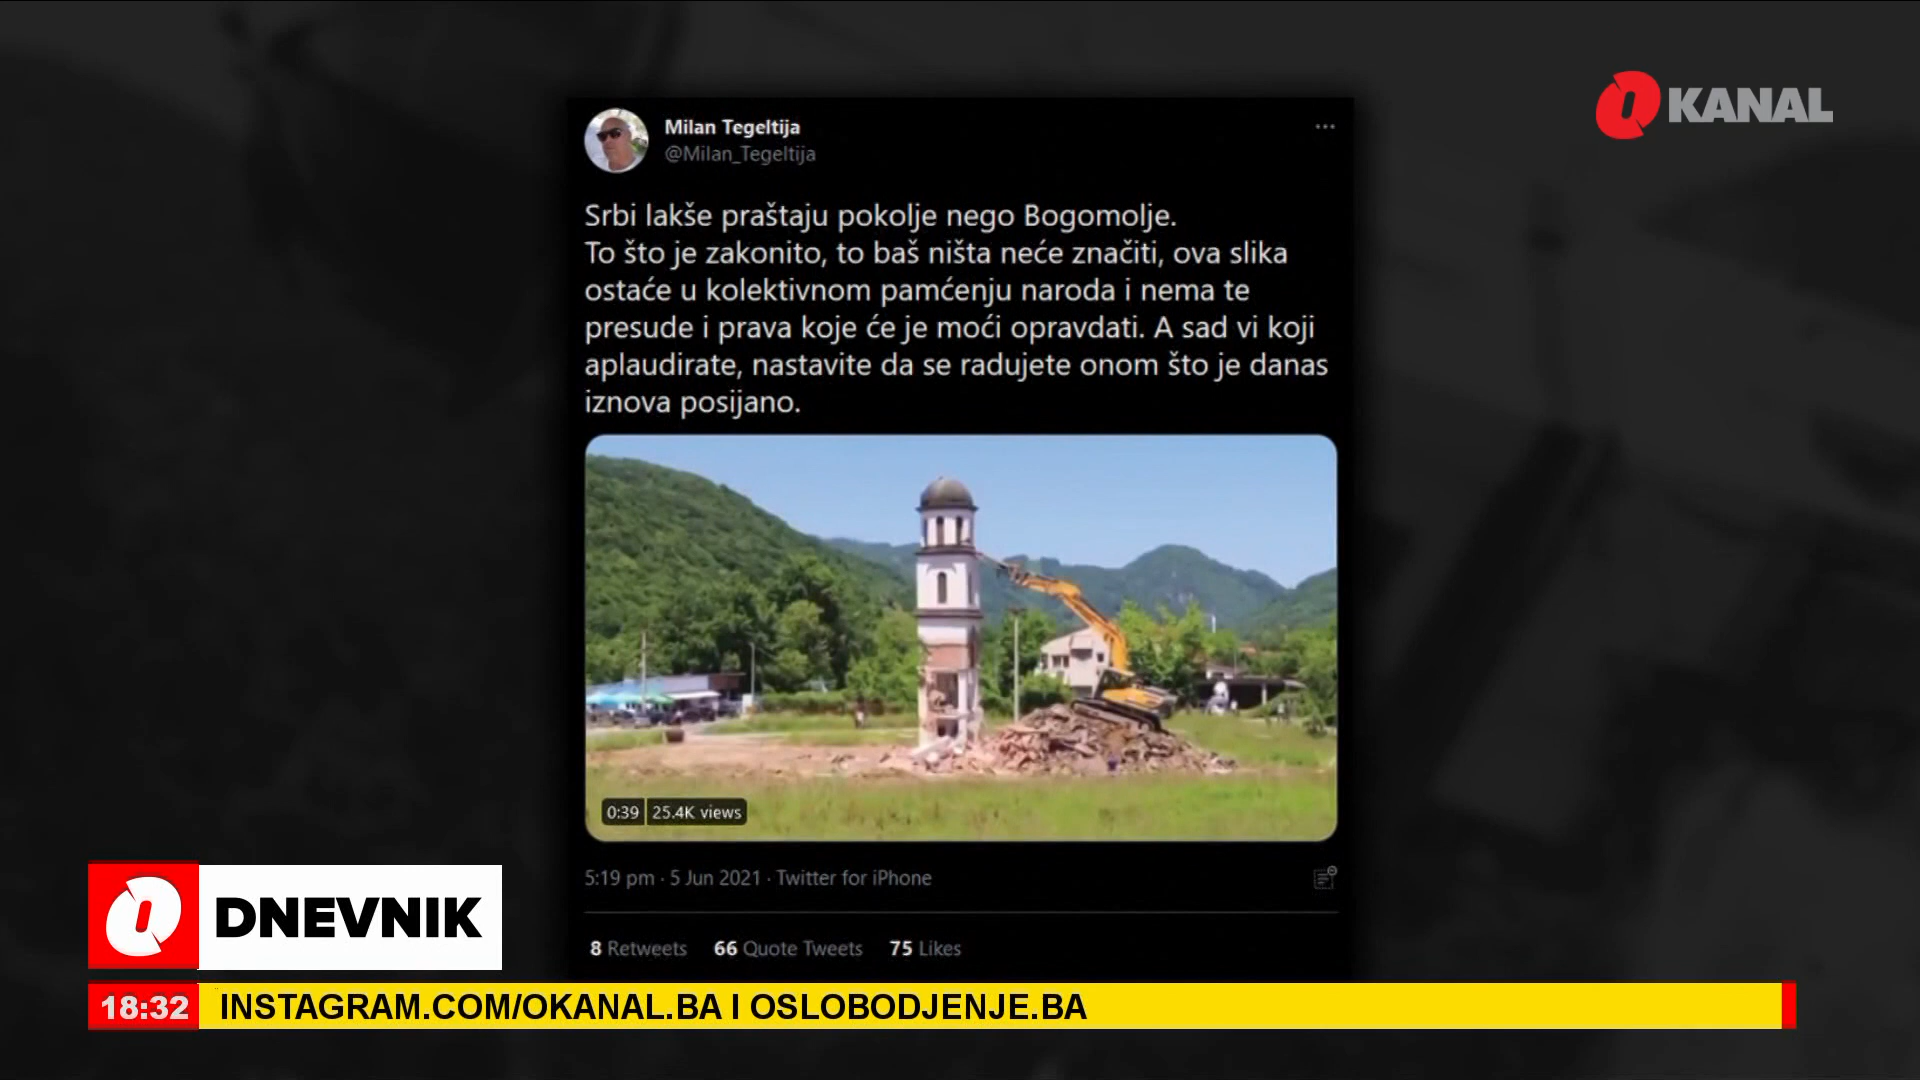 O KANAL
Milan Tegeltija
@Milan_Tegeltija
Srbi lakše praštaju pokolje nego Bogomolje.
To što je zakonito, to baš ništa neće značiti, ova slika
ostaće u kolektivnom pamćenju naroda i nema te
presude i prava koje će je moći opravdati. A sad vi koji
aplaudirate, nastavite da se radujete onom što je danas
iznova posijano.
0:39 25.4K views
5:19 pm · 5 Jun 2021 · Twitter for iPhone
8 Retweets 66 Quote Tweets 75 Likes
O DNEVNIK
18:32 INSTAGRAM.COM/OKANAL.BA I OSLOBODJENJE.BA